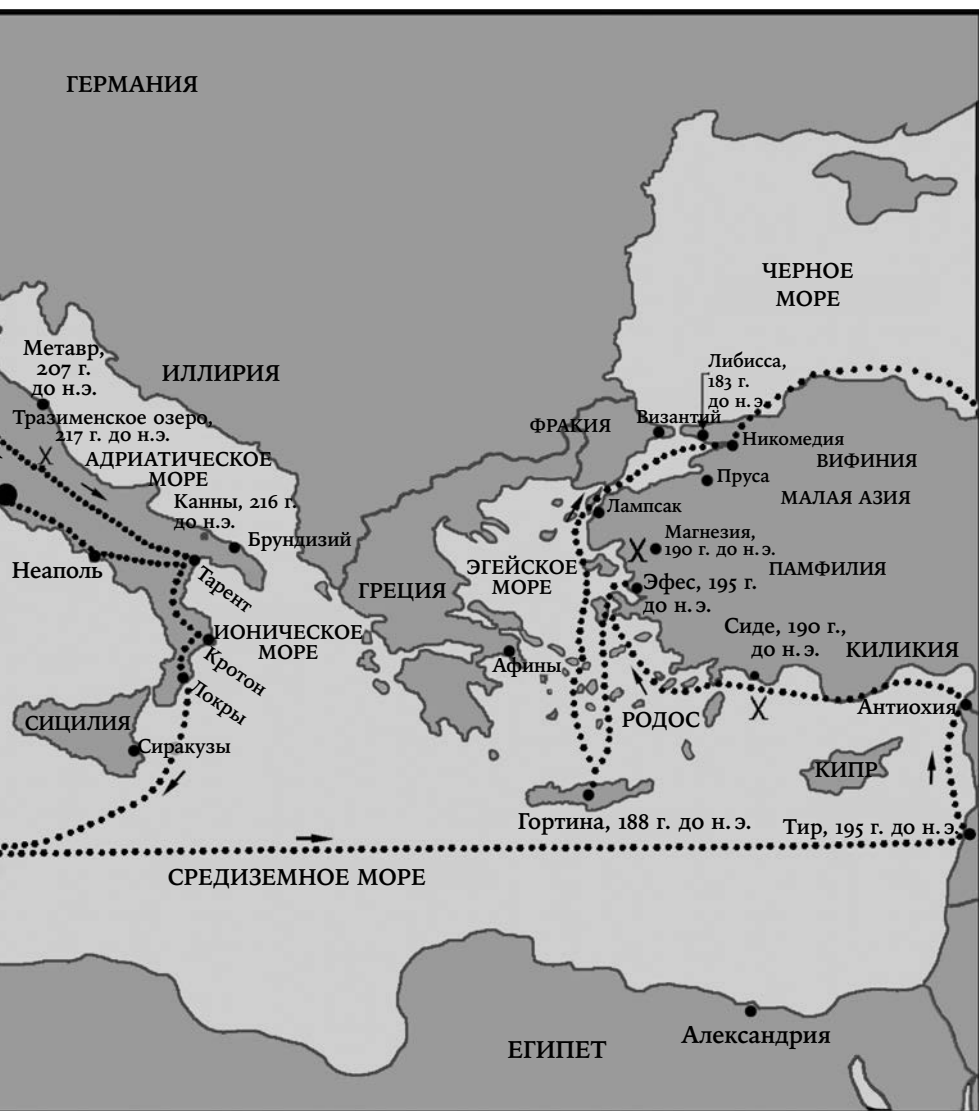 ГЕРМАНИЯ
ЧЕРНОЕ
МОРЕ
Метавр,
207 г.
до н.э.
ИЛЛИРИЯ
Либисса,
183 г.
до н.э.
Тразименское озеро,
217 г. до н.э.
ФРАКИЯ
Византий
Никомедия
ВИФИНИЯ
АДРИАТИЧЕСКОЕ
МОРЕ
Пруса
МАЛАЯ АЗИЯ
Канны, 216 г.
до н.э.
Лампсак
Брундизий
Магнезия,
190 г. до н.э.
Неаполь
ЭГЕЙСКОЕ
МОРЕ
ПАМФИЛИЯ
Тарент
ГРЕЦИЯ
Эфес, 195 г.
до н.э.
ИОНИЧЕСКОЕ
МОРЕ
Сиде, 190 г.,
до н.э.
КИЛИКИЯ
Кротон
Афины
Локры
СИЦИЛИЯ
РОДОС
Антиохия
Сиракузы
КИПР
Гортина, 188 г. до н.э.
Тир, 195 г. до н.э.
СРЕДИЗЕМНОЕ МОРЕ
Александрия
ЕГИПЕТ